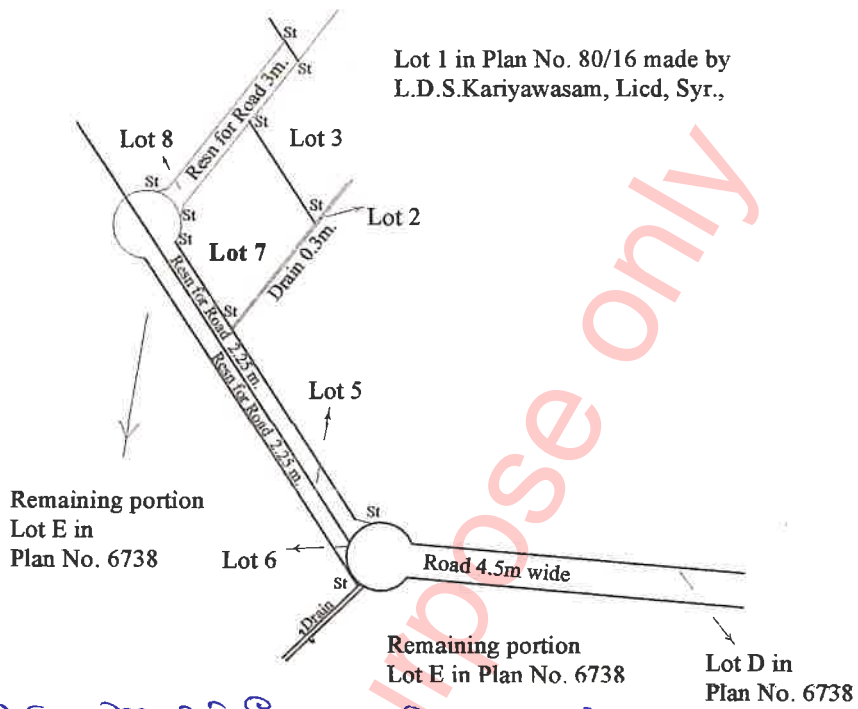 St
St
Lot 1 in Plan No. 80/16 made by
L.D.S.Kariyawasam, Licd, Syr.,
Resn for Road 3m.
Lot 8
St
Lot 3
St
St
St
Lot 2
St
Lot 7
Drain 0.3m.
St
Resn for Road 2.25 m.
Resn for Road 2.25 m.
Lot 5
Remaining portion
Lot E in
Plan No. 6738
St
Lot 6
Road 4.5m wide
St
Drain
Remaining portion
Lot E in Plan No. 6738
Lot D in
Plan No. 6738
urpose only